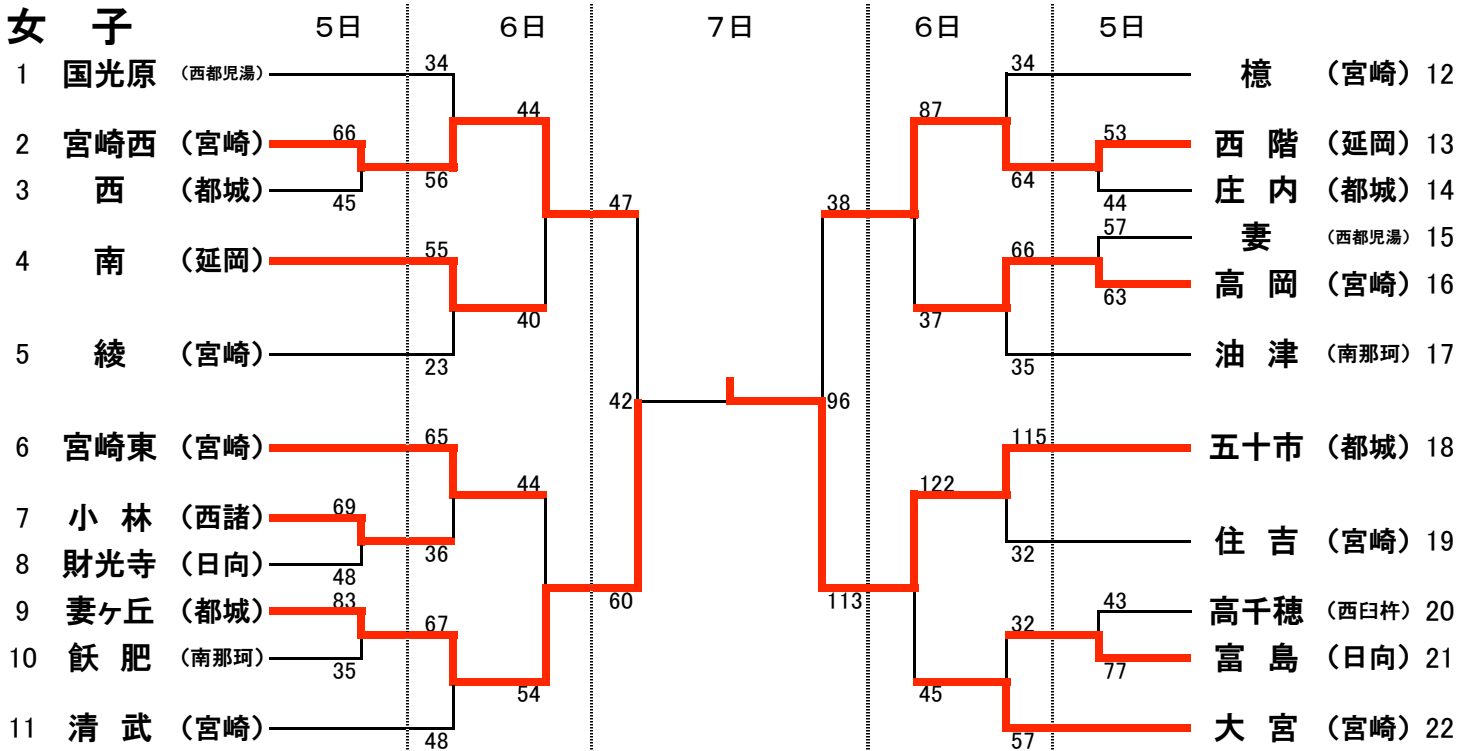 女 子 5日 6日 7日 6日 5日
1 国光原 (西都児湯) 34 34 檍 (宮崎) 12
44 87
2 宮崎西 (宮崎) 66 53 西 階 (延岡) 13
56 64
3 西 (都城) 45 44 庄 内 (都城) 14
47 38
57 妻 (西都児湯) 15
4 南 (延岡) 55 66
63 高 岡 (宮崎) 16
40 37
5 綾 (宮崎) 23 35 油 津 (南那珂) 17
42 96
6 宮崎東 (宮崎) 65 115 五十市 (都城) 18
44 122
7 小 林 (西諸) 69
36 32 住 吉 (宮崎) 19
8 財光寺 (日向) 48
60 113
9 妻ヶ丘 (都城) 83 43 高千穂 (西臼杵) 20
67 32
10 飫 肥 (南那珂) 35 77 富 島 (日向) 21
54 45
11 清 武 (宮崎) 48 57 大 宮 (宮崎) 22